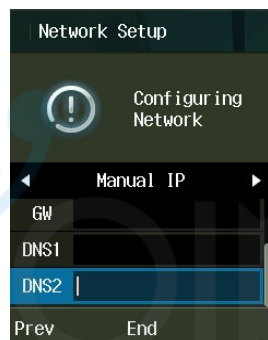 Network Setup
Configuring
Network
Manual IP
GW
DNS1
DNS2
Prev End